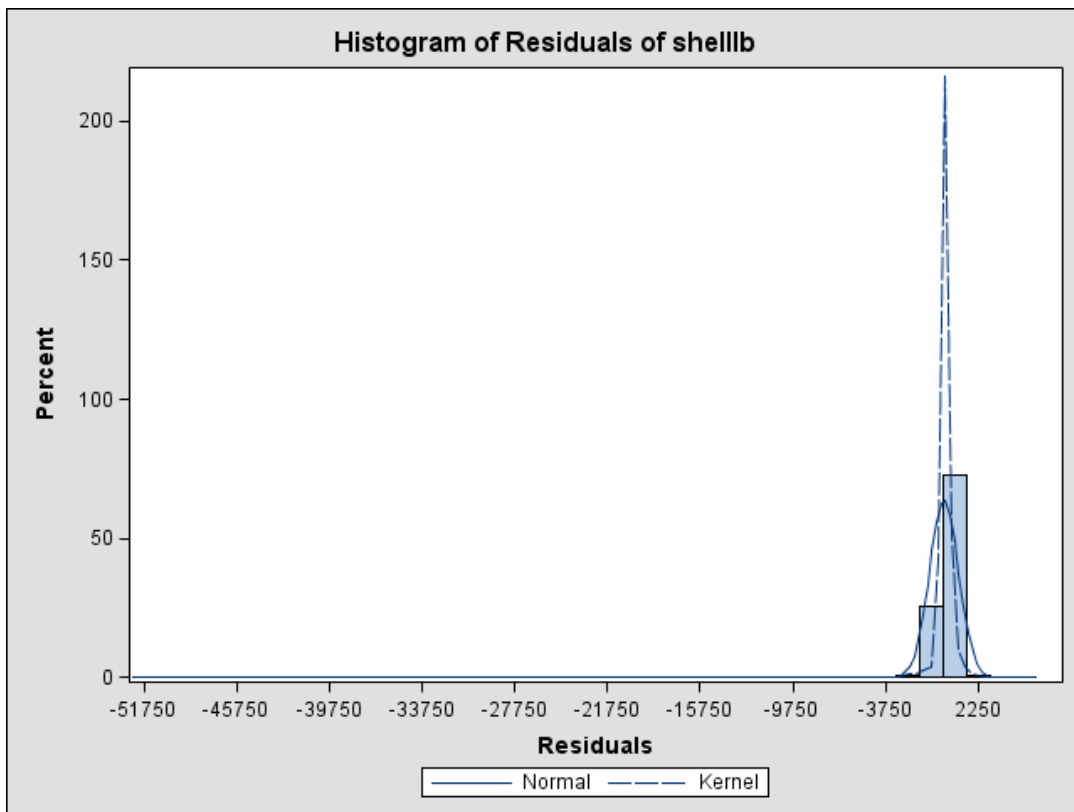 Histogram of Residuals of shelllb
200
150
100
50
0
Percent
-51750 -45750 -39750 -33750 -27750 -21750 -15750 -9750 -3750 2250
Residuals
Normal Kernel